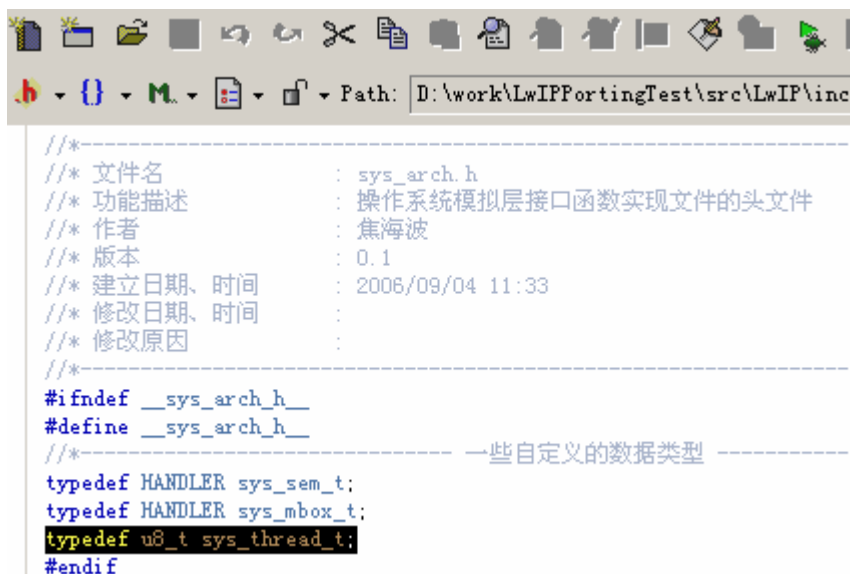 .h {} M.. Path: D:\work\LwIPPortingTest\src\LwIP\inc
//*----------------------------------------------------------------
//* 文件名 : sys_arch.h
//* 功能描述 : 操作系统模拟层接口函数实现文件的头文件
//* 作者 : 焦海波
//* 版本 : 0.1
//* 建立日期、时间 : 2006/09/04 11:33
//* 修改日期、时间 :
//* 修改原因 :
//*----------------------------------------------------------------
#ifndef __sys_arch_h__
#define __sys_arch_h__
//*------------------------------- 一些自定义的数据类型 -----------
typedef HANDLER sys_sem_t;
typedef HANDLER sys_mbox_t;
typedef u8_t sys_thread_t;
#endif